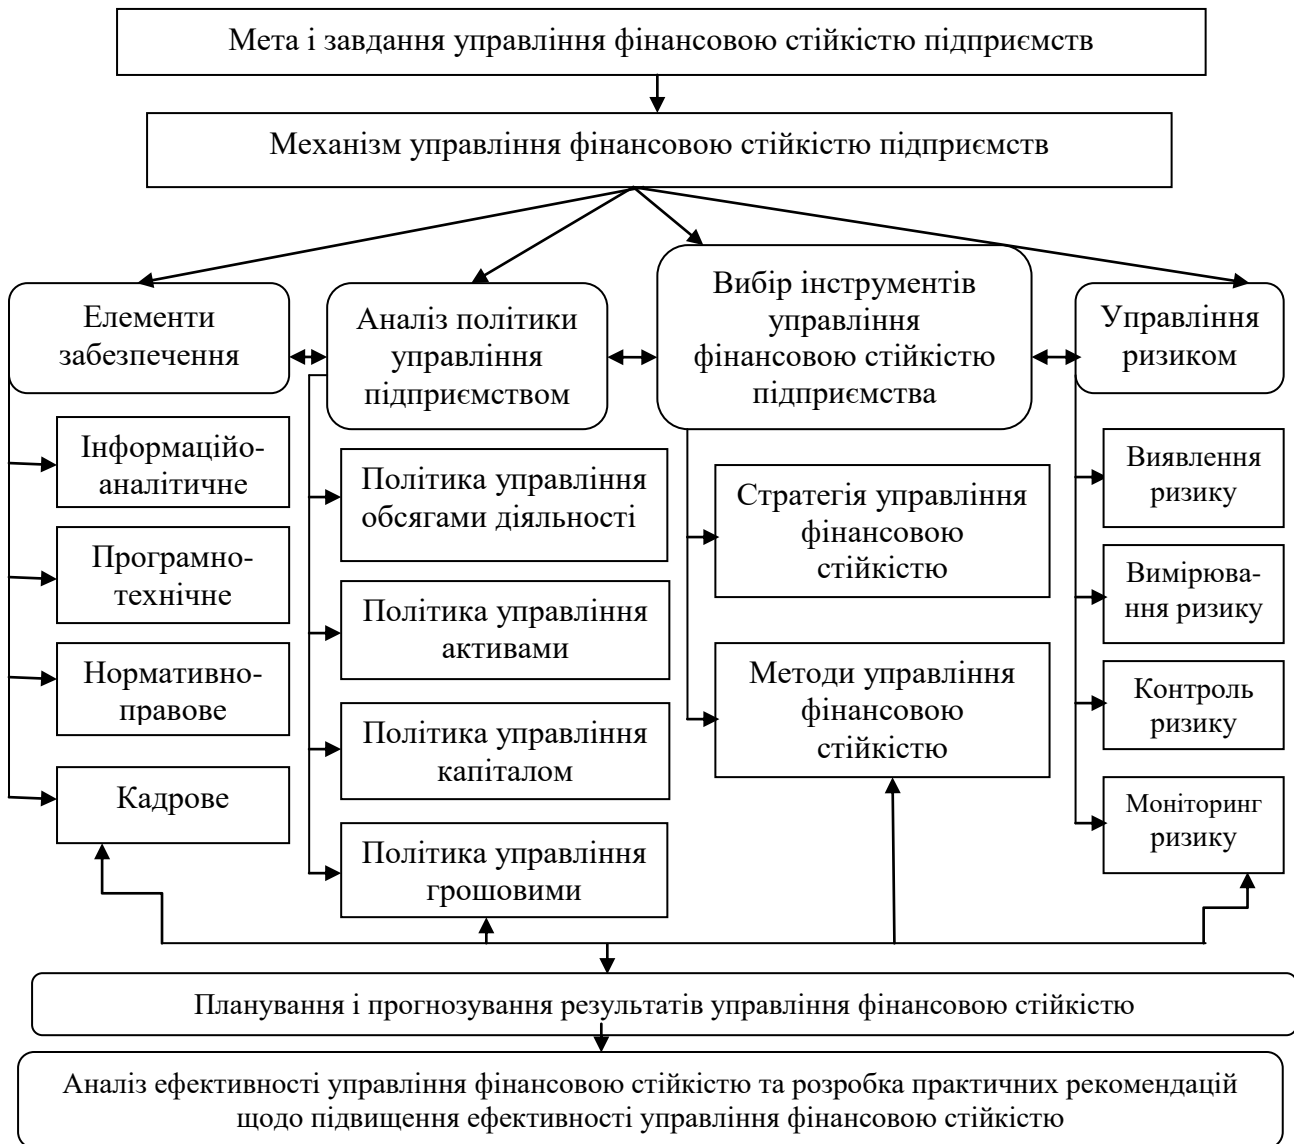 Мета і завдання управління фінансовою стійкістю підприємств
Механізм управління фінансовою стійкістю підприємств
Елементи
забезпечення
Інформаційо-
аналітичне
Програмно-
технічне
Нормативно-
правове
Кадрове
Аналіз політики
управління
підприємством
Політика управління
обсягами діяльності
Політика управління
активами
Політика управління
капіталом
Політика управління
грошовими
Вибір інструментів
управління
фінансовою стійкістю
підприємства
Стратегія управління
фінансовою
стійкістю
Методи управління
фінансовою
стійкістю
Управління
ризиком
Виявлення
ризику
Вимірюва-
ння ризику
Контроль
ризику
Моніторинг
ризику
Планування і прогнозування результатів управління фінансовою стійкістю
Аналіз ефективності управління фінансовою стійкістю та розробка практичних рекомендацій
щодо підвищення ефективності управління фінансовою стійкістю